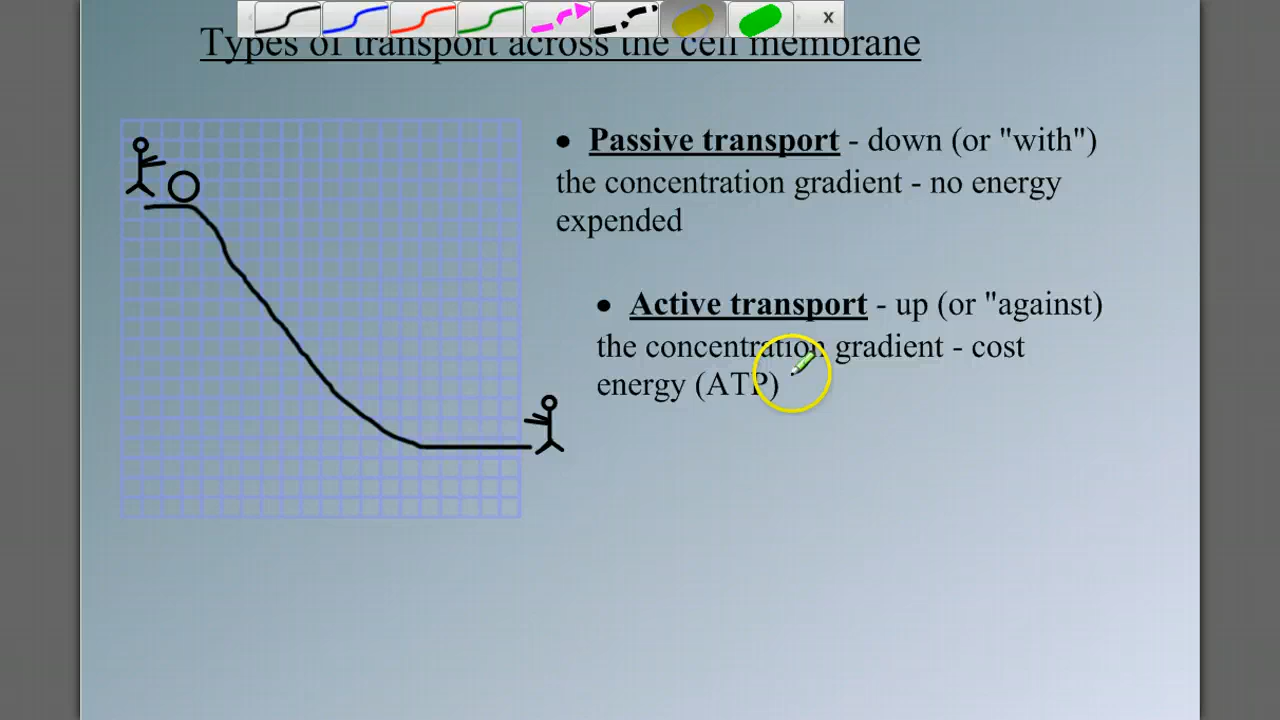 Types of transport across the cell membrane
x
• Passive transport - down (or "with")
the concentration gradient - no energy
expended
• Active transport - up (or "against)
the concentration gradient - cost
energy (ATP)